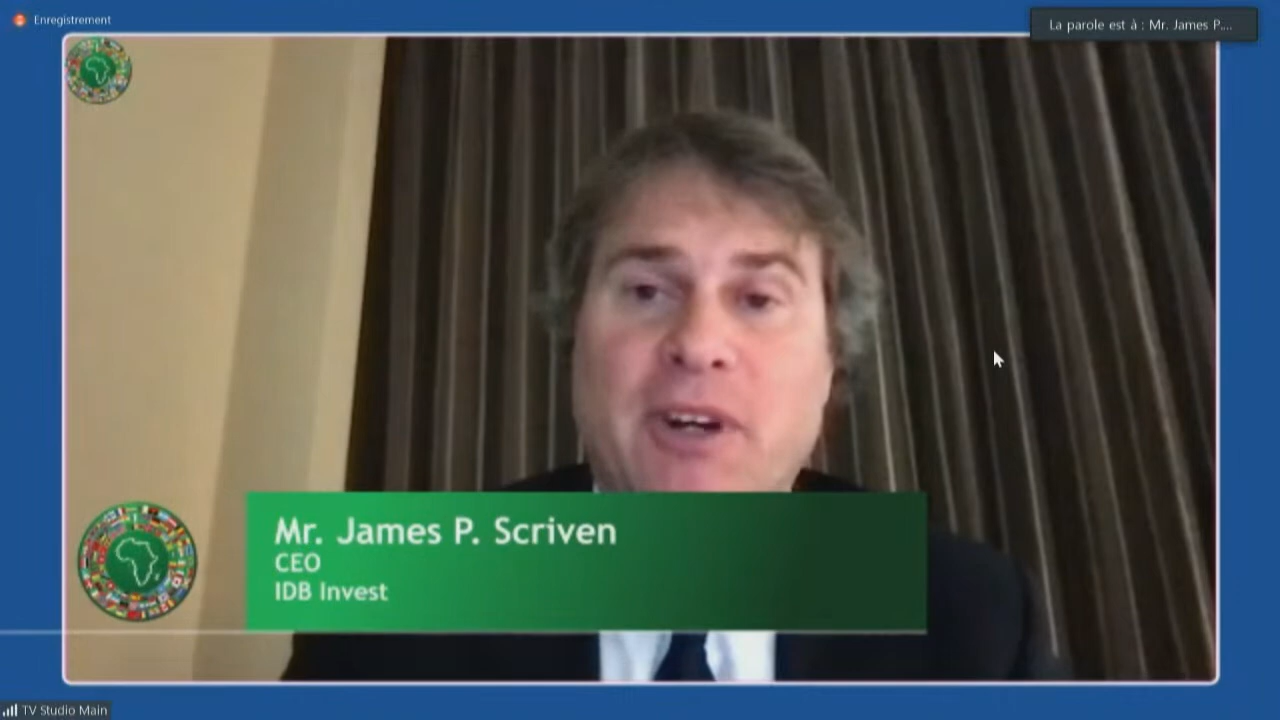 Enregistrement
La parole est à : Mr. James P....
Mr. James P. Scriven
CEO
IDB Invest
TV Studio Main